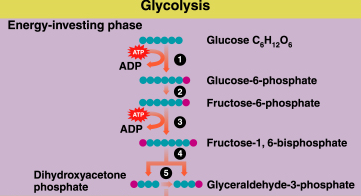 Glycolysis
Energy-investing phase
Glucose C₆H₁₂O₆
ATP
1
ADP
Glucose-6-phosphate
2
Fructose-6-phosphate
ATP
3
ADP
Fructose-1, 6-bisphosphate
4
Dihydroxyacetone
phosphate
5
Glyceraldehyde-3-phosphate